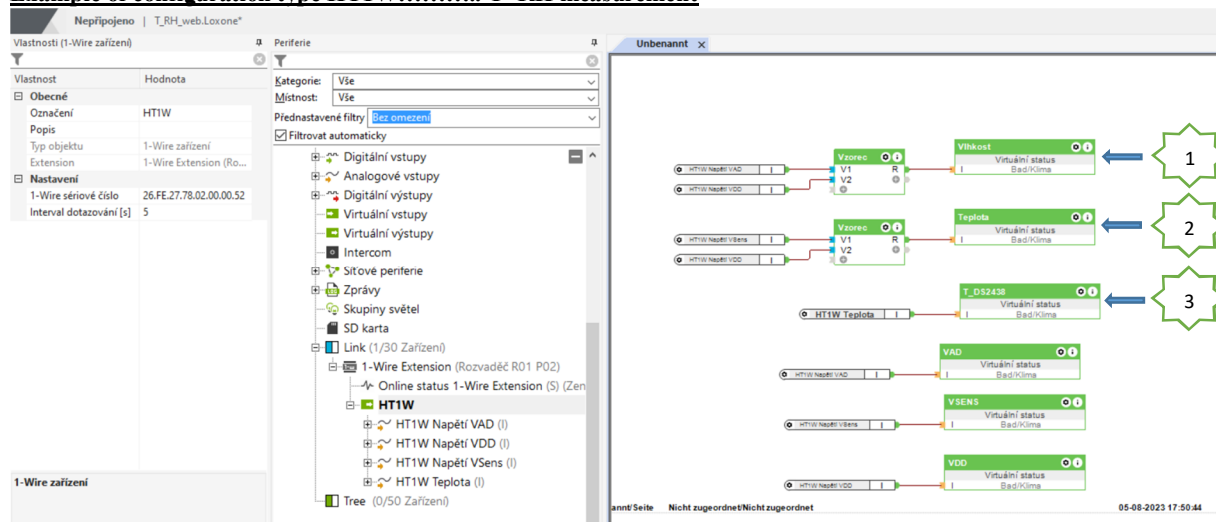 Nepřipojeno | T_RH_web.Loxone*
Vlastnosti (1-Wire zařízení)
Vlastnost Hodnota
Obecné
Označení HT1W
Popis
Typ objektu 1-Wire zařízení
Extension 1-Wire Extension (Ro...
Nastavení
1-Wire sériové číslo 26.FE.27.78.02.00.00.52
Interval dotazování [s] 5
1-Wire zařízení
Periferie
Kategorie: Vše
Místnost: Vše
Přednastavené filtry Bez omezení
Filtrovat automaticky
Digitální vstupy
Analogové vstupy
Digitální výstupy
Virtuální vstupy
Virtuální výstupy
Intercom
Síťové periferie
Zprávy
Skupiny světel
SD karta
Link (1/30 Zařízení)
1-Wire Extension (Rozvaděč R01 P02)
Online status 1-Wire Extension (S) (Zen
HT1W
HT1W Napětí VAD (I)
HT1W Napětí VDD (I)
HT1W Napětí VSens (I)
HT1W Teplota (I)
Tree (0/50 Zařízení)
Unbenannt
HT1W Napětí VAD I
HT1W Napětí VDD I
Vzorec
V1 R
V2
Vlhkost
Virtuální status
I Bad/Klima
1
HT1W Napětí VSens I
HT1W Napětí VDD I
Vzorec
V1 R
V2
Teplota
Virtuální status
I Bad/Klima
2
HT1W Teplota I
T_DS2438
Virtuální status
I Bad/Klima
3
HT1W Napětí VAD I
VAD
Virtuální status
I Bad/Klima
HT1W Napětí VSens I
VSENS
Virtuální status
I Bad/Klima
HT1W Napětí VDD I
VDD
Virtuální status
I Bad/Klima
annt/Seite Nicht zugeordnet/Nicht zugeordnet 05-08-2023 17:50:44